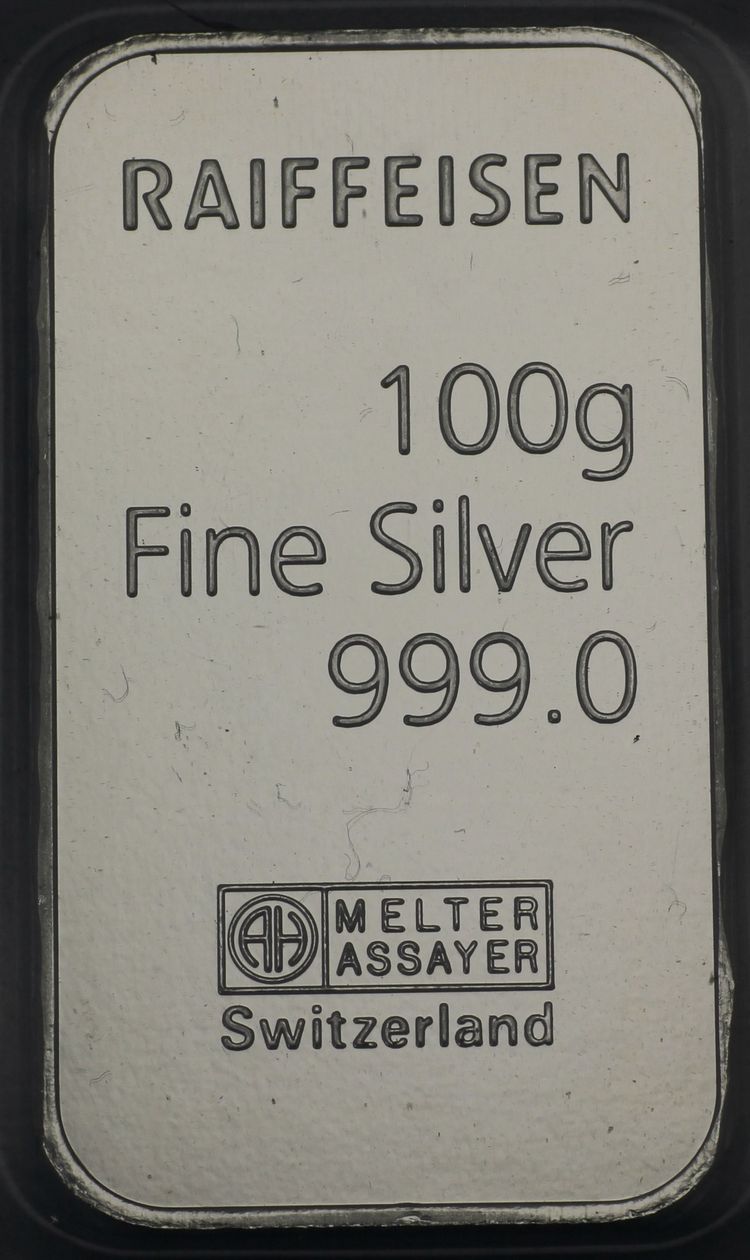 RAIFFEISEN
100g
Fine Silver
999.0
AH MELTER
ASSAYER
Switzerland